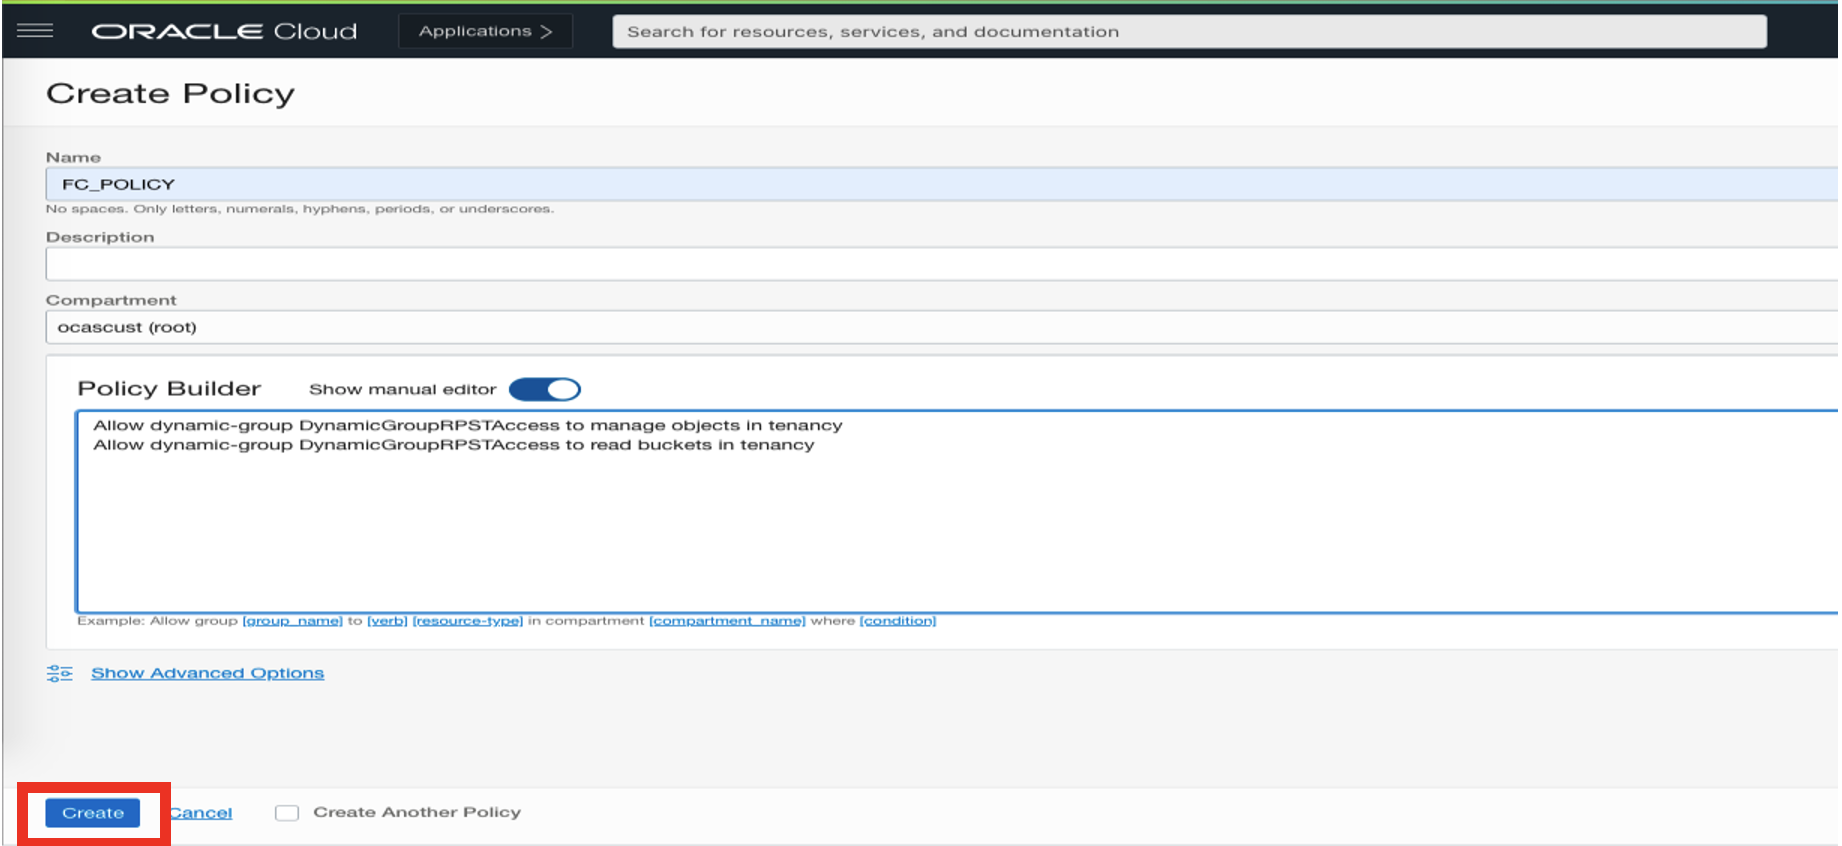 ORACLE Cloud Applications > Search for resources, services, and documentation
Create Policy
Name
FC_POLICY
No spaces. Only letters, numerals, hyphens, periods, or underscores.
Description
Compartment
ocascust (root)
Policy Builder Show manual editor
Allow dynamic-group DynamicGroupRPSTAccess to manage objects in tenancy
Allow dynamic-group DynamicGroupRPSTAccess to read buckets in tenancy
Example: Allow group [group_name] to [verb] [resource-type] in compartment [compartment_name] where [condition]
Show Advanced Options
Create Cancel Create Another Policy